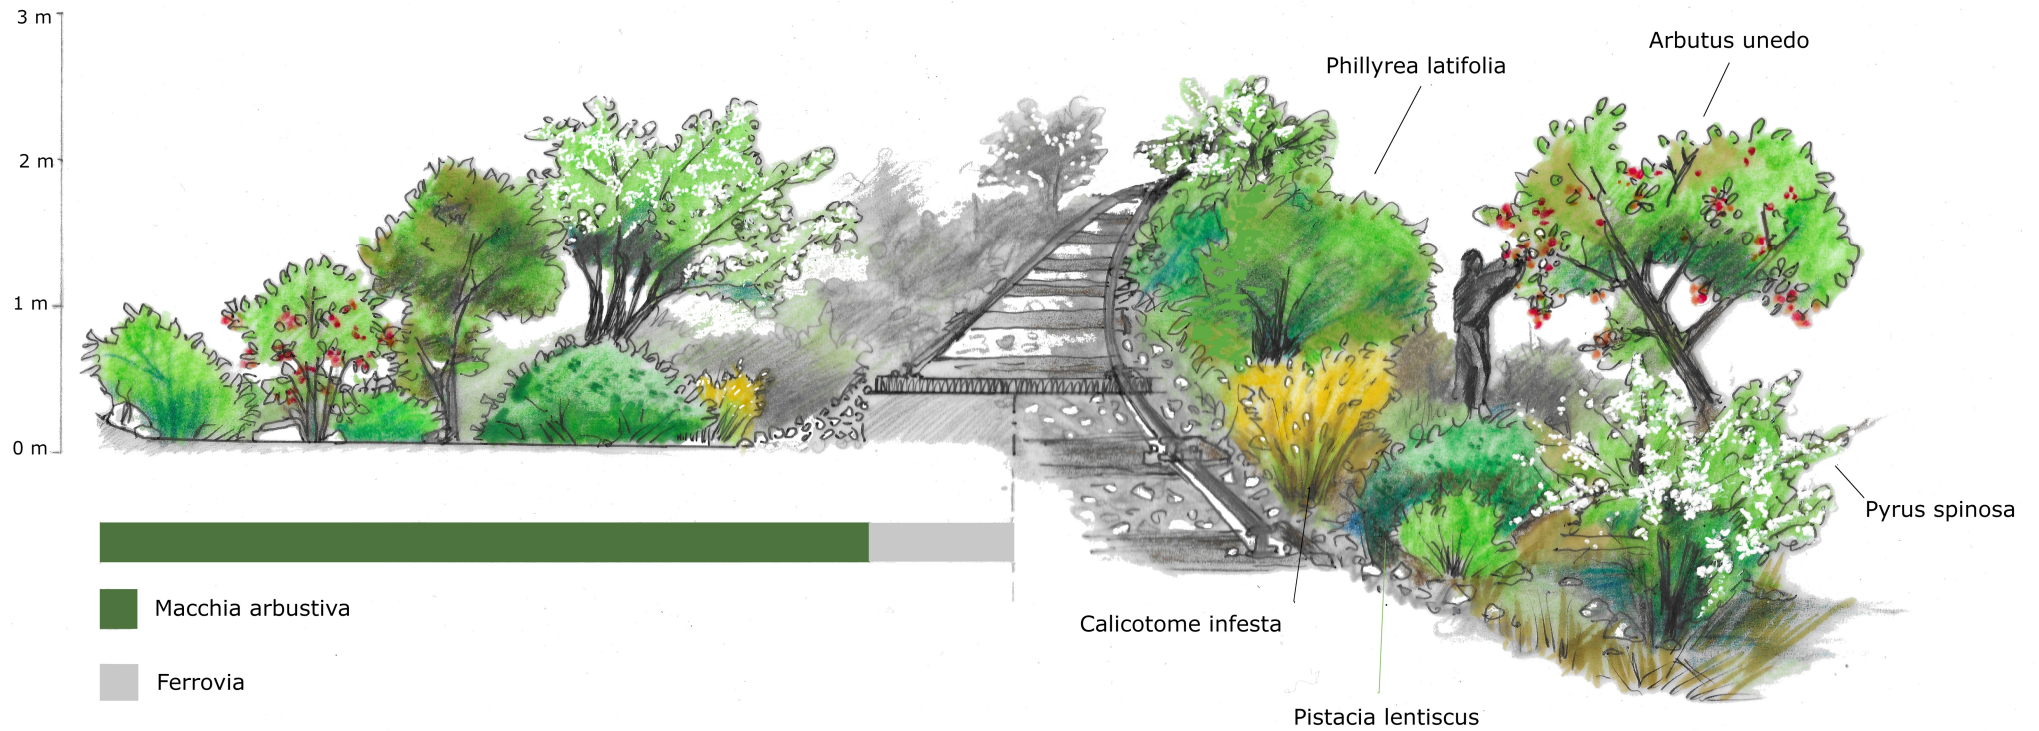 3 m
2 m
1 m
0 m
Phillyrea latifolia
Arbutus unedo
Pyrus spinosa
Calicotome infesta
Pistacia lentiscus
Macchia arbustiva
Ferrovia